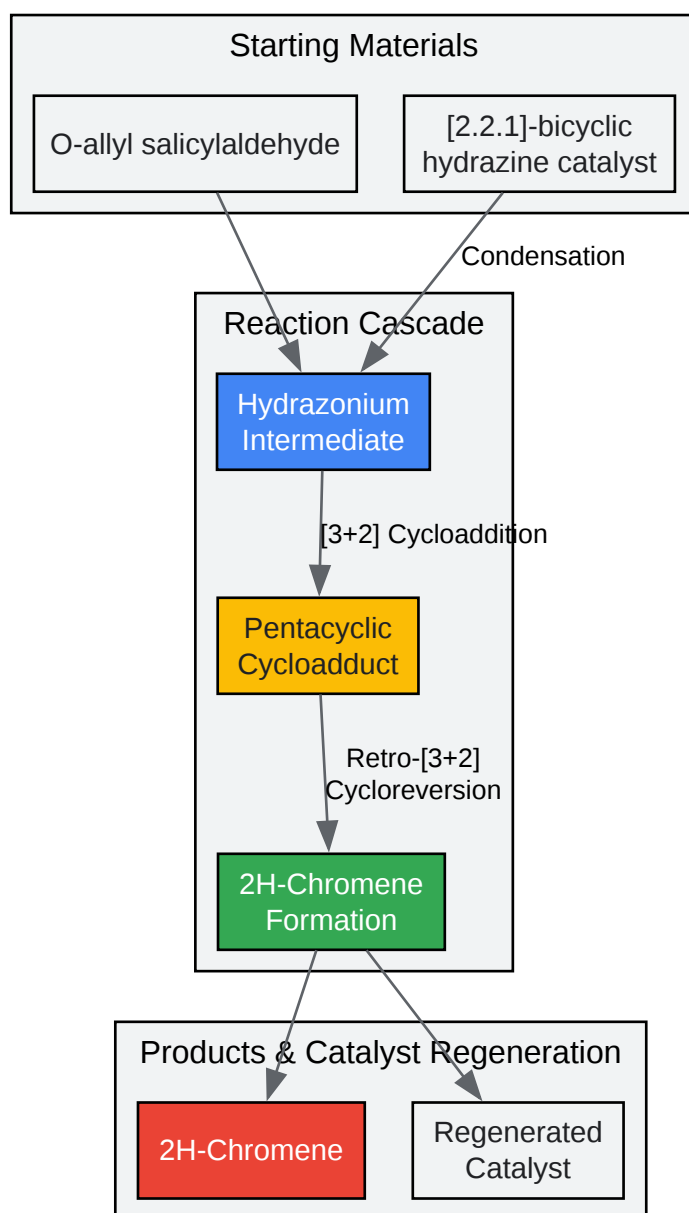 Starting Materials
O-allyl salicylaldehyde
[2.2.1]-bicyclic
hydrazine catalyst
Condensation
Reaction Cascade
Hydrazonium
Intermediate
[3+2] Cycloaddition
Pentacyclic
Cycloadduct
Retro-[3+2]
Cycloreversion
2H-Chromene
Formation
Products & Catalyst Regeneration
2H-Chromene
Regenerated
Catalyst